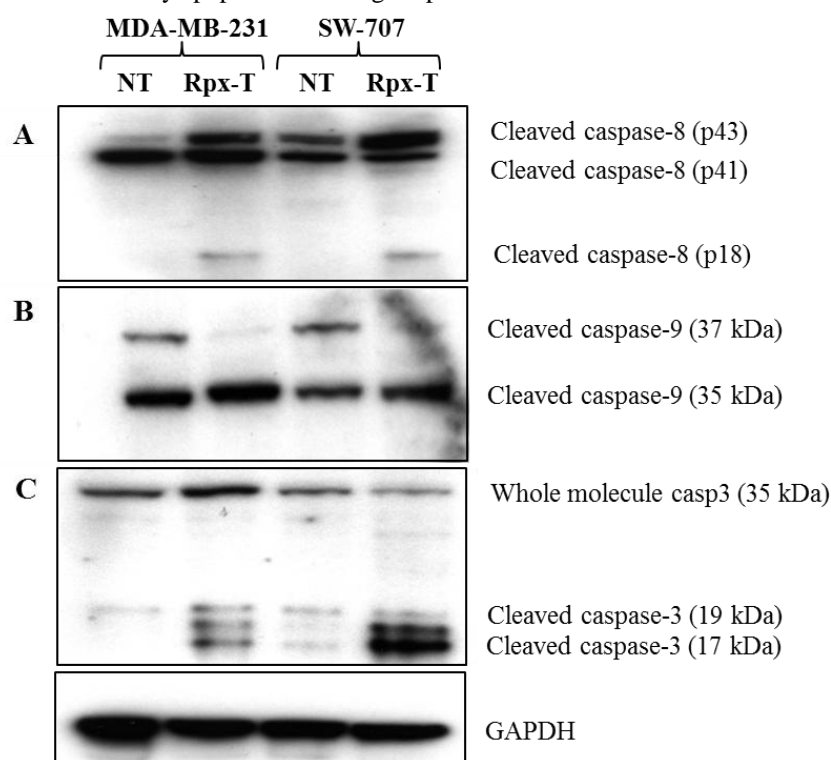 MDA-MB-231 SW-707
NT Rpx-T NT Rpx-T
A
Cleaved caspase-8 (p43)
Cleaved caspase-8 (p41)
Cleaved caspase-8 (p18)
B
Cleaved caspase-9 (37 kDa)
Cleaved caspase-9 (35 kDa)
C
Whole molecule casp3 (35 kDa)
Cleaved caspase-3 (19 kDa)
Cleaved caspase-3 (17 kDa)
GAPDH